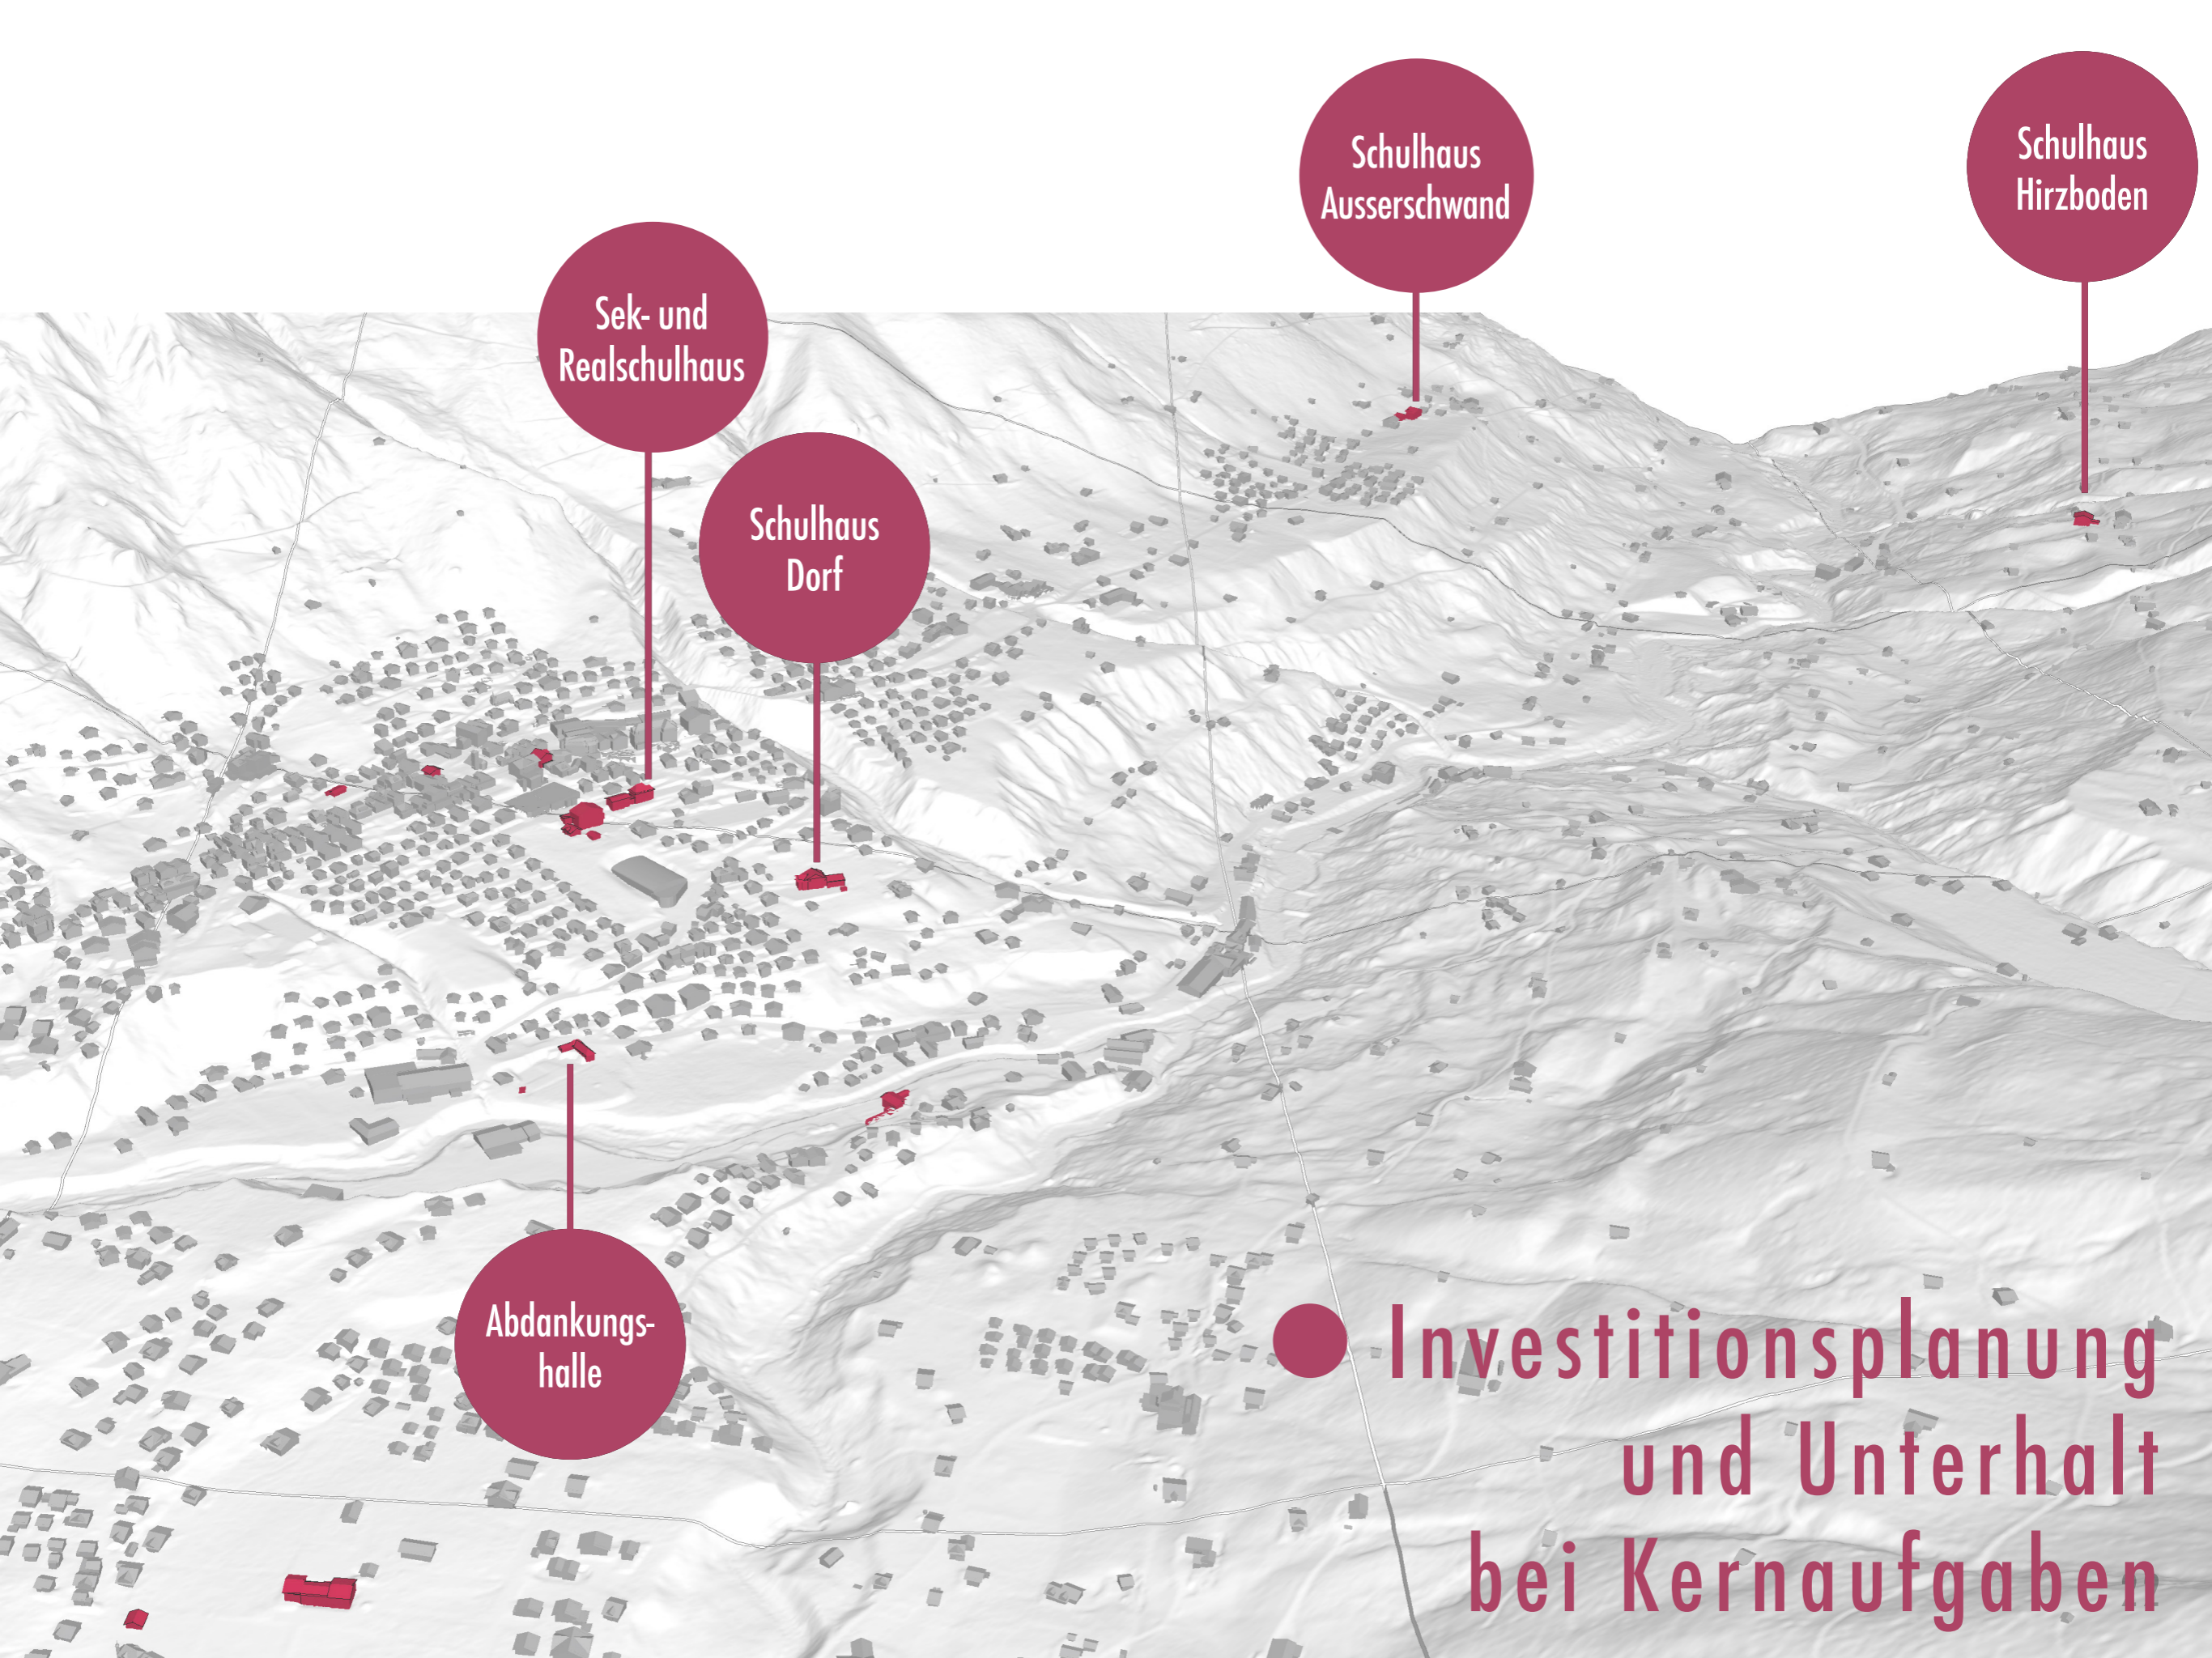 Schulhaus
Ausserschwand
Schulhaus
Hirzboden
Sek- und
Realschulhaus
Schulhaus
Dorf
Abdankungs-
halle
Investitionsplanung
und Unterhalt
bei Kernaufgaben